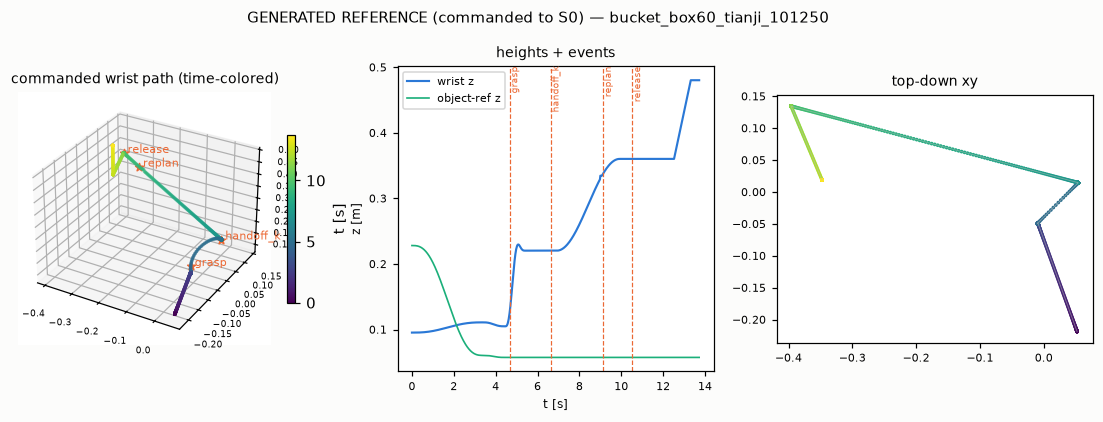 GENERATED REFERENCE (commanded to S0) — bucket_box60_tianji_101250
commanded wrist path (time-colored)
release
replan
handoff_
grasp
−0.4
−0.3
−0.2
−0.1
0.0
−0.20
−0.15
−0.10
−0.05
0.00
0.05
0.10
0.15
10
5
0
t [s]
heights + events
wrist z
object-ref z
grasp
handoff_
replan
release
0.5
0.4
0.3
0.2
0.1
z [m]
0
2
4
6
8
10
12
14
t [s]
top-down xy
0.15
0.10
0.05
0.00
−0.05
−0.10
−0.15
−0.20
−0.4
−0.3
−0.2
−0.1
0.0